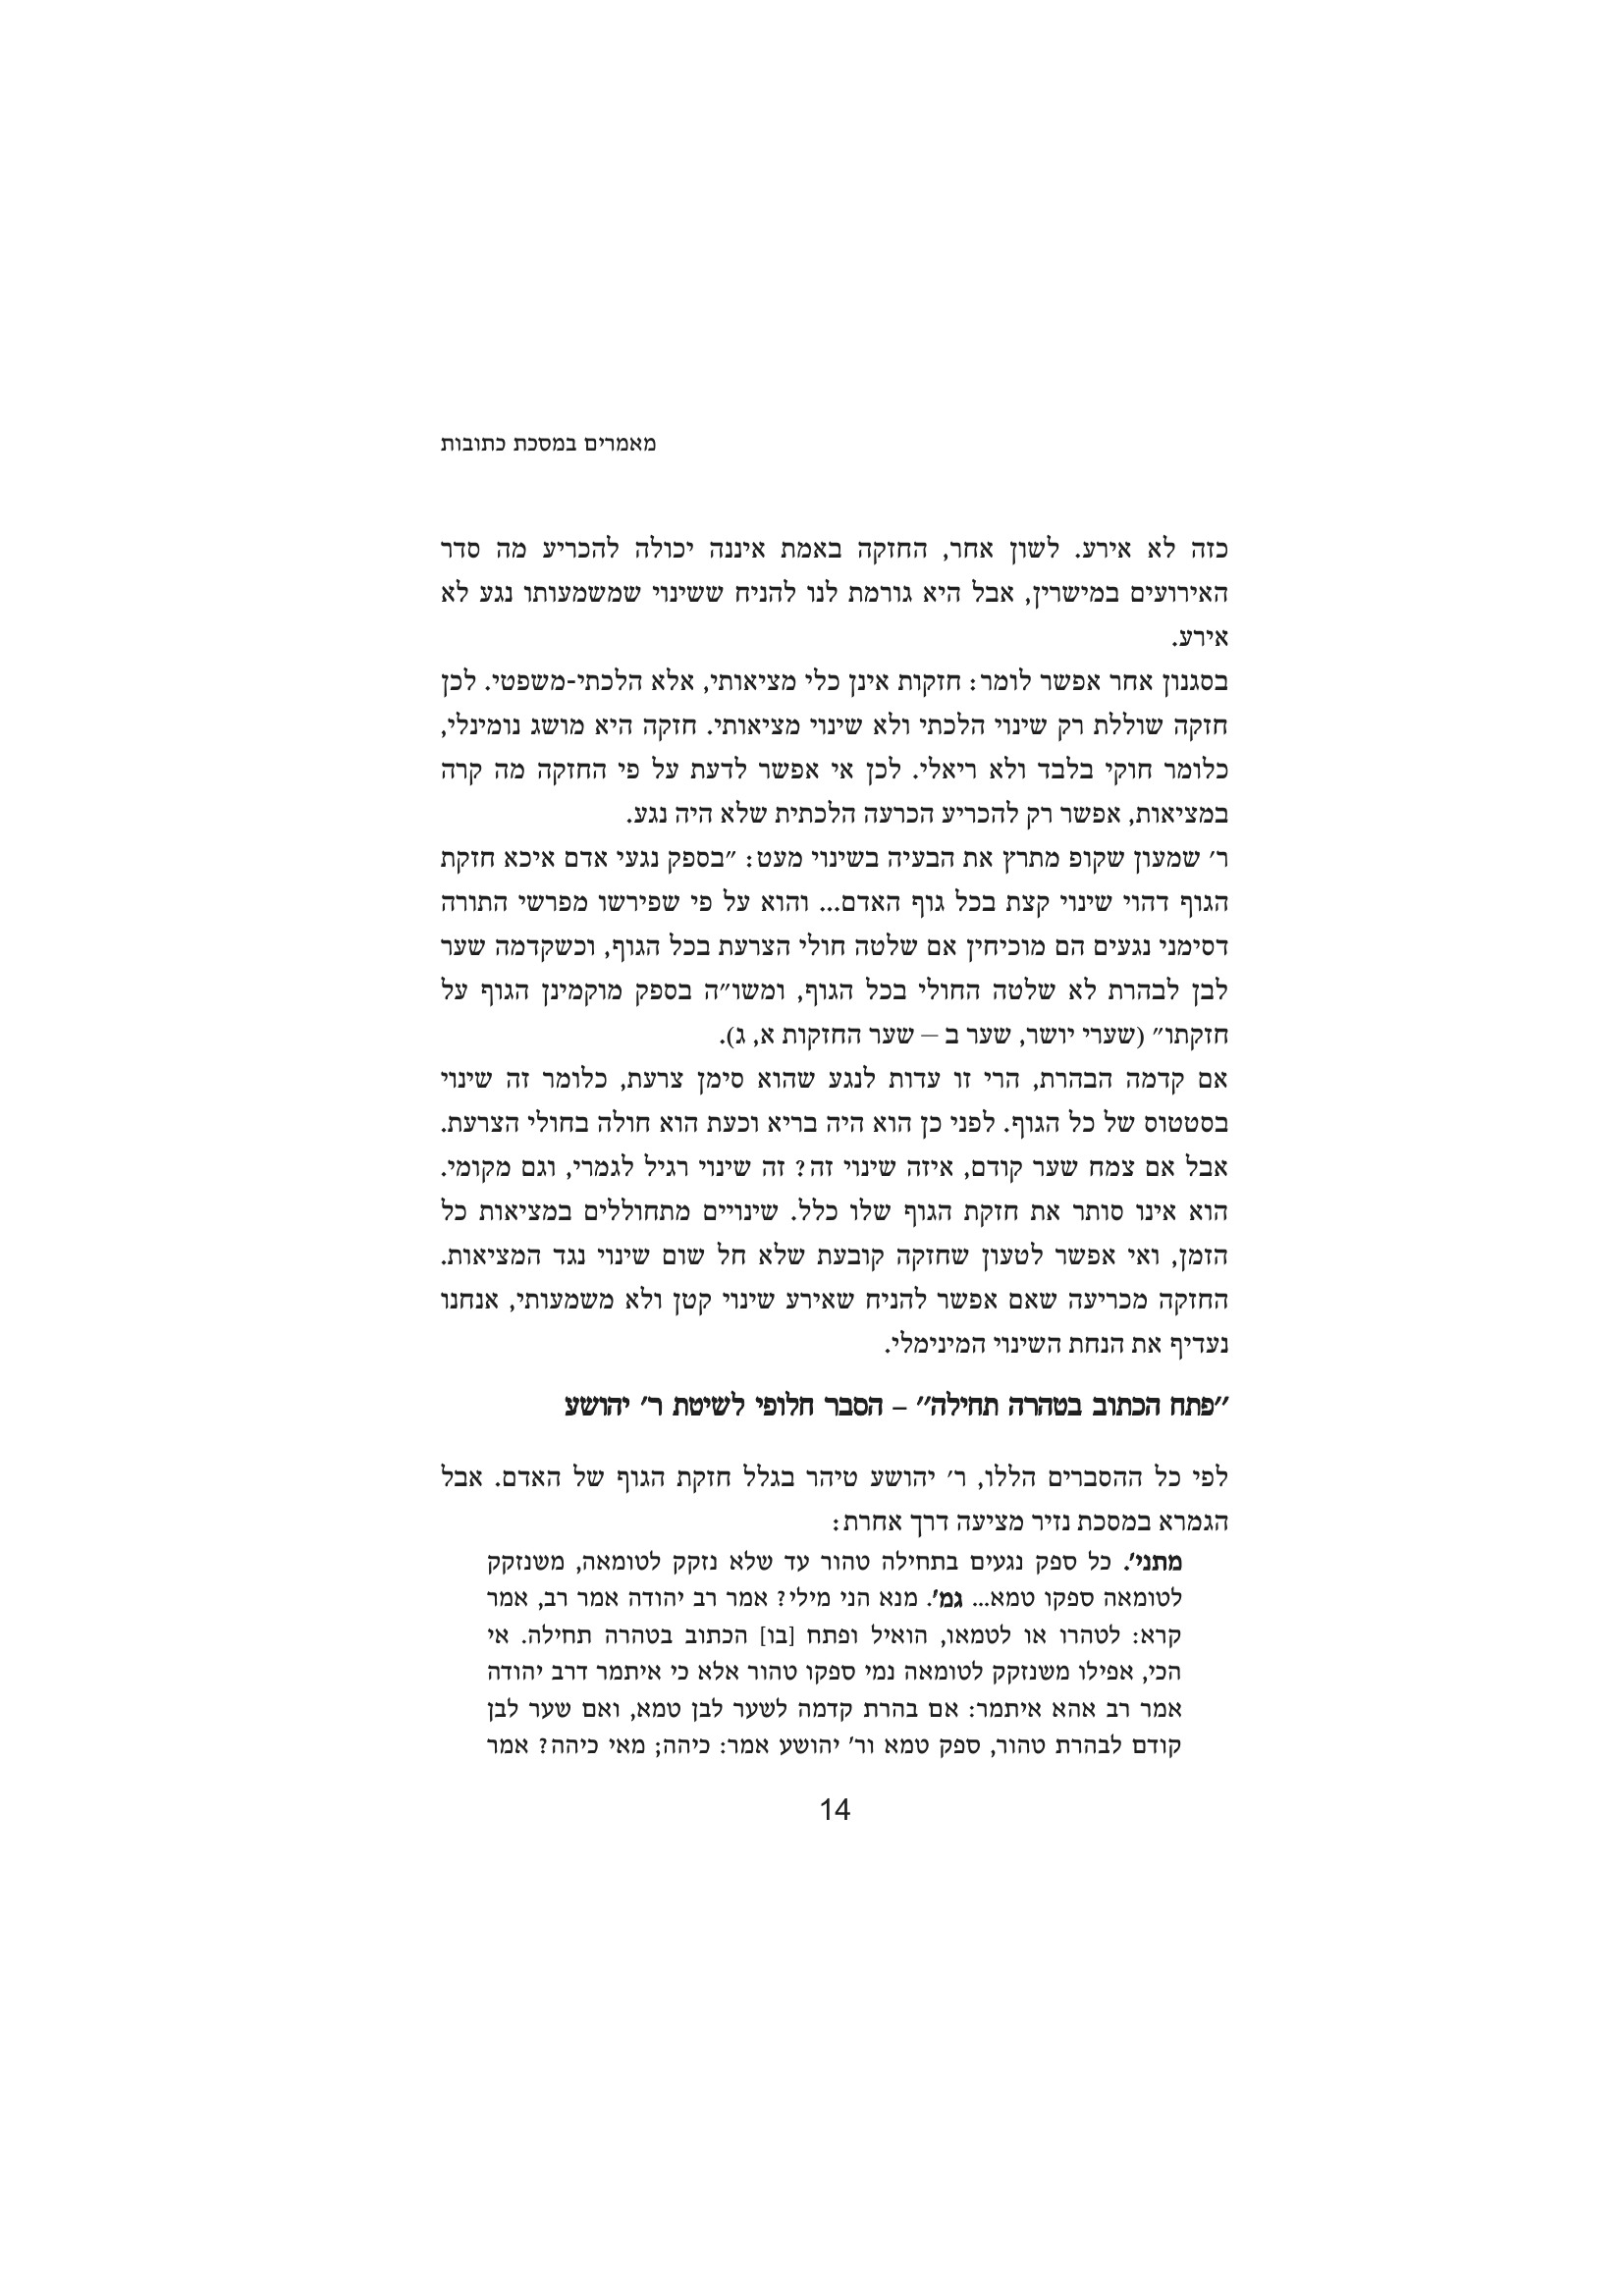 מאמרים במסכת כתובות
כזה לא אירע. לשון אחר, החזקה באמת איננה יכולה להכריע מה סדר
האירועים במישרין, אבל היא גורמת לנו להניח ששינוי שמשמעותו נגע לא
אירע.
בסגנון אחר אפשר לומר: חזקות אינן כלי מציאותי, אלא הלכתי-משפטי. לכן
חזקה שוללת רק שינוי הלכתי ולא שינוי מציאותי. חזקה היא מושג נומינלי,
כלומר חוקי בלבד ולא ריאלי. לכן אי אפשר לדעת על פי החזקה מה קרה
במציאות, אפשר רק להכריע הכרעה הלכתית שלא היה נגע.
ר׳ שמעון שקופ מתרץ את הבעיה בשינוי מעט: ״בספק נגעי אדם איכא חזקת
הגוף דהוי שינוי קצת בכל גוף האדם... והוא על פי שפירשו מפרשי התורה
דסימני נגעים הם מוכיחין אם שלטה חולי הצרעת בכל הגוף, וכשקדמה שער
לבן לבהרת לא שלטה החולי בכל הגוף, ומשו״ה בספק מוקמינן הגוף על
חזקתו״ (שערי יושר, שער ב – שער החזקות א, ג).
אם קדמה הבהרת, הרי זו עדות לנגע שהוא סימן צרעת, כלומר זה שינוי
בסטטוס של כל הגוף. לפני כן הוא היה בריא וכעת הוא חולה בחולי הצרעת.
אבל אם צמח שער קודם, איזה שינוי זה? זה שינוי רגיל לגמרי, וגם מקומי.
הוא אינו סותר את חזקת הגוף שלו כלל. שינויים מתחוללים במציאות כל
הזמן, ואי אפשר לטעון שחזקה קובעת שלא חל שום שינוי נגד המציאות.
החזקה מכריעה שאם אפשר להניח שאירע שינוי קטן ולא משמעותי, אנחנו
נעדיף את הנחת השינוי המינימלי.
״פתח הכתוב בטהרה תחילה״ – הסבר חלופי לשיטת ר׳ יהושע
לפי כל ההסברים הללו, ר׳ יהושע טיהר בגלל חזקת הגוף של האדם. אבל
הגמרא במסכת נזיר מציעה דרך אחרת:
מתני׳. כל ספק נגעים בתחילה טהור עד שלא נזקק לטומאה, משנזקק
לטומאה ספקו טמא... גמ׳. מנא הני מילי? אמר רב יהודה אמר רב, אמר
קרא: לטהרו או לטמאו, הואיל ופתח [בו] הכתוב בטהרה תחילה. אי
הכי, אפילו משנזקק לטומאה נמי ספקו טהור אלא כי איתמר דרב יהודה
אמר רב אהא איתמר: אם בהרת קדמה לשער לבן טמא, ואם שער לבן
קודם לבהרת טהור, ספק טמא ור׳ יהושע אמר: כיהה; מאי כיהה? אמר
14